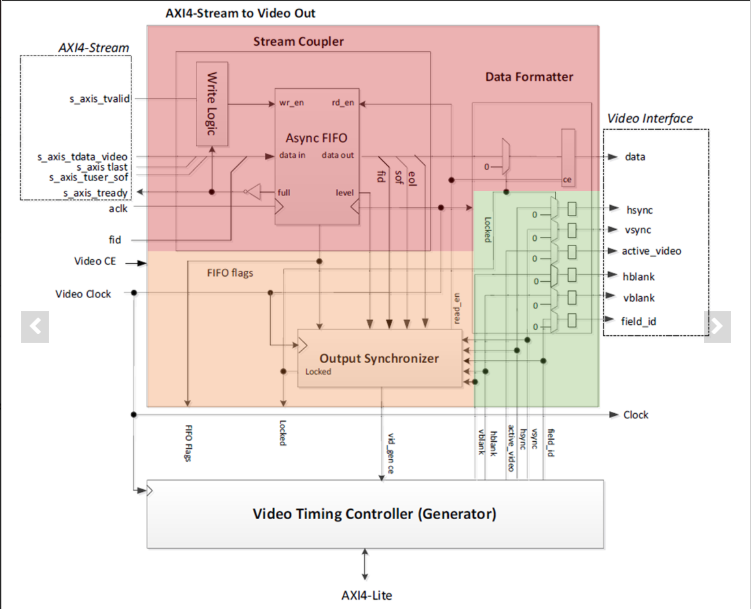 AXI4-Stream to Video Out
AXI4-Stream
Stream Coupler
Data Formatter
Video Interface
Write Logic
s_axis_tvalid
wr_en
rd_en
Async FIFO
s_axis_tdata_video
s_axis tlast
s_axis_tuser_sof
s_axis_tready
data in
data out
fid
sof
eol
0
ce
data
full
level
aclk
fid
Locked
0
hsync
0
vsync
0
active_video
0
hblank
0
vblank
0
field_id
Video CE
FIFO flags
Video Clock
read_en
Output Synchronizer
Locked
Clock
FIFO Flags
Locked
vid_gen ce
vblank
hblank
active_video
hsync
vsync
field_id
Video Timing Controller (Generator)
AXI4-Lite